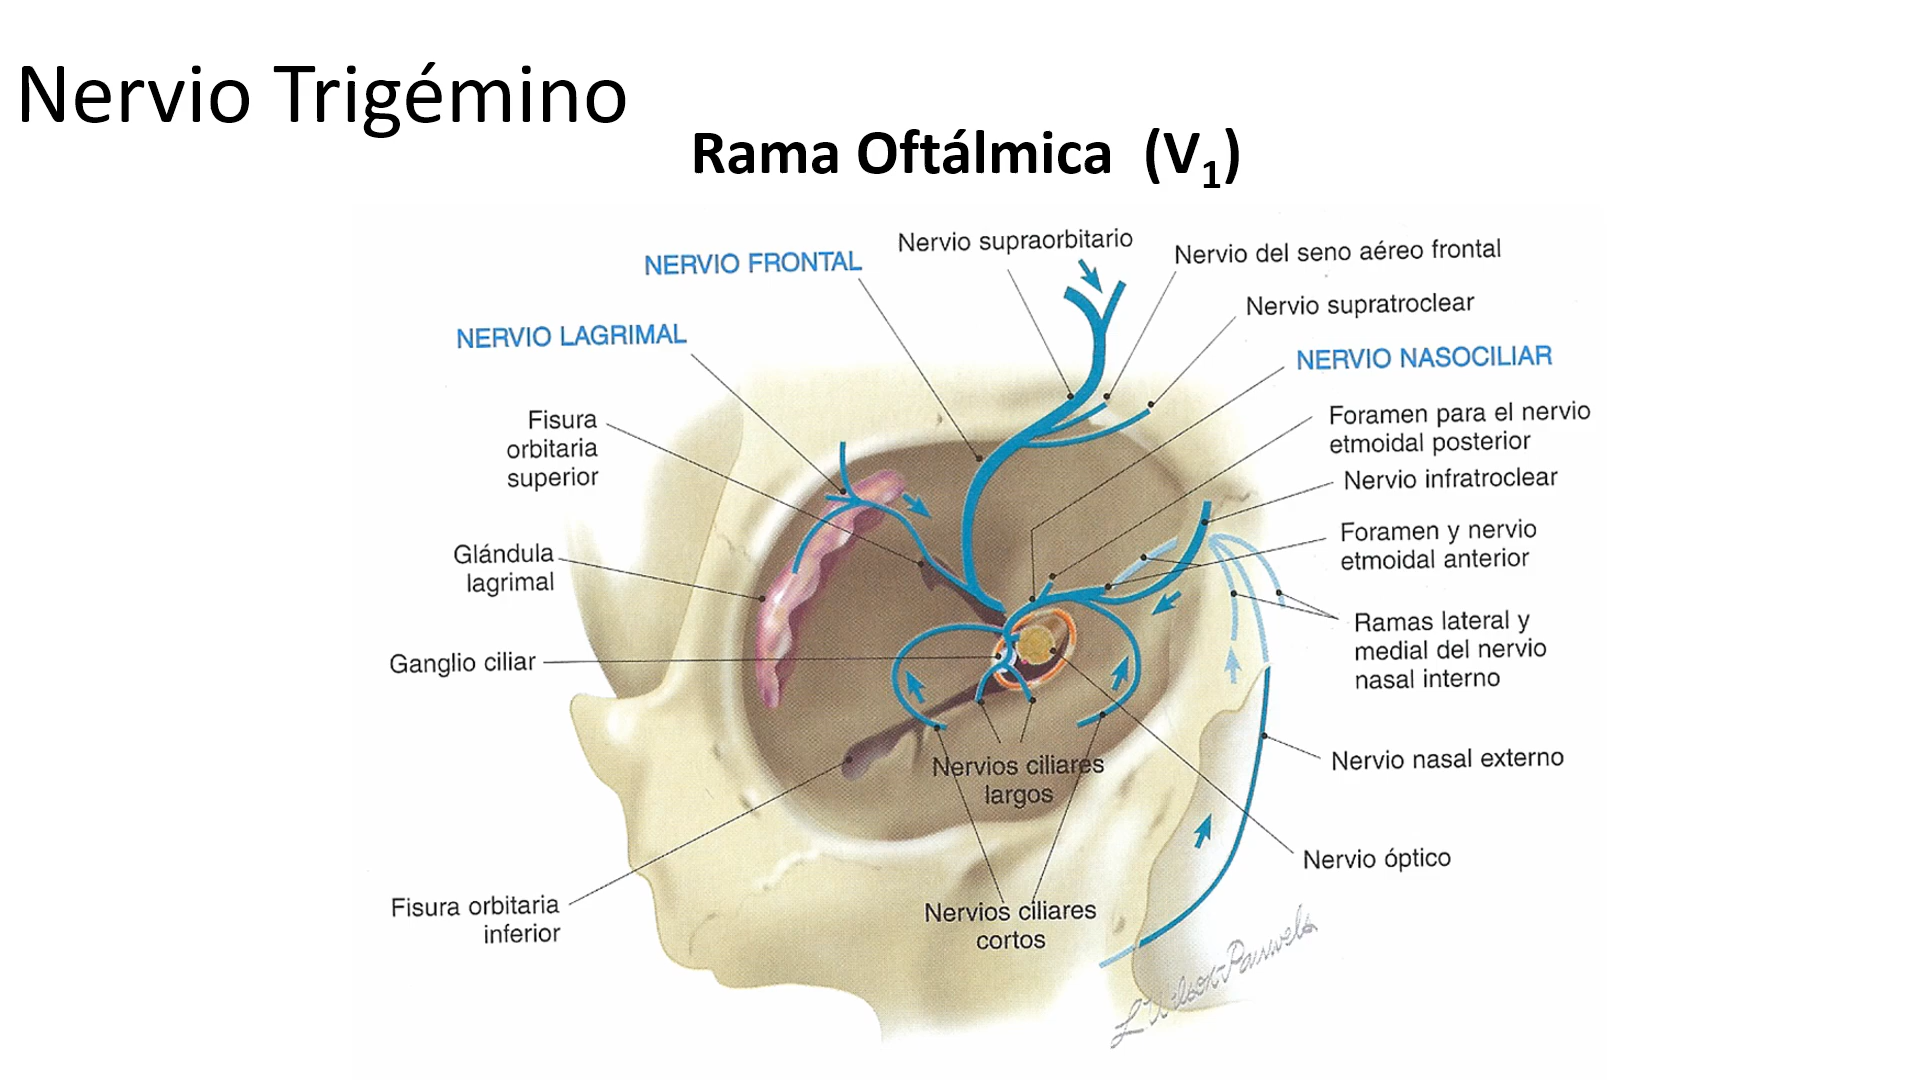 Nervio Trigémino
Rama Oftálmica (V1)
Nervio supraorbitario
NERVIO FRONTAL
Nervio del seno aéreo frontal
Nervio supratroclear
NERVIO LAGRIMAL
NERVIO NASOCILIAR
Fisura
orbitaria
superior
Foramen para el nervio
etmoidal posterior
Nervio infratroclear
Foramen y nervio
etmoidal anterior
Glándula
lagrimal
Ramas lateral y
medial del nervio
nasal interno
Ganglio ciliar
Nervios ciliares
largos
Nervio nasal externo
Nervio óptico
Fisura orbitaria
inferior
Nervios ciliares
cortos
L Wilson-Pauwels